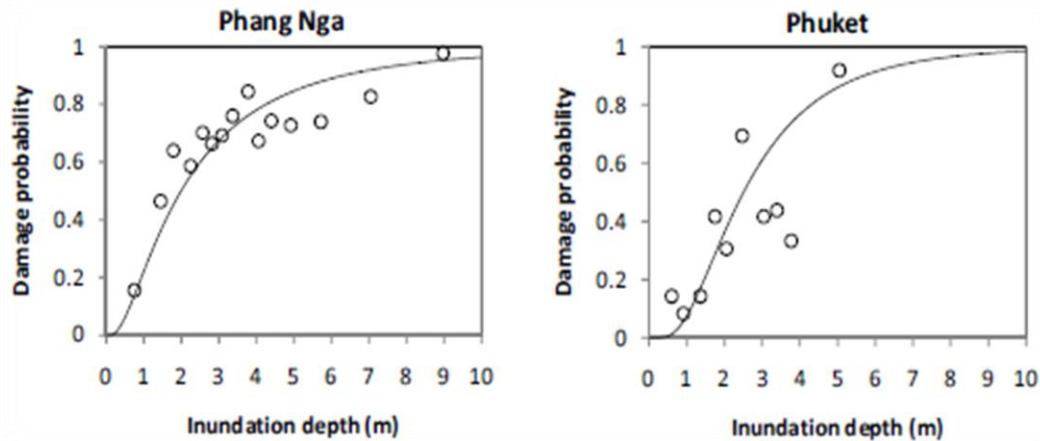 Phang Nga
Damage probability
1
0.8
0.6
0.4
0.2
0
0 1 2 3 4 5 6 7 8 9 10
Inundation depth (m)
Phuket
Damage probability
1
0.8
0.6
0.4
0.2
0
0 1 2 3 4 5 6 7 8 9 10
Inundation depth (m)